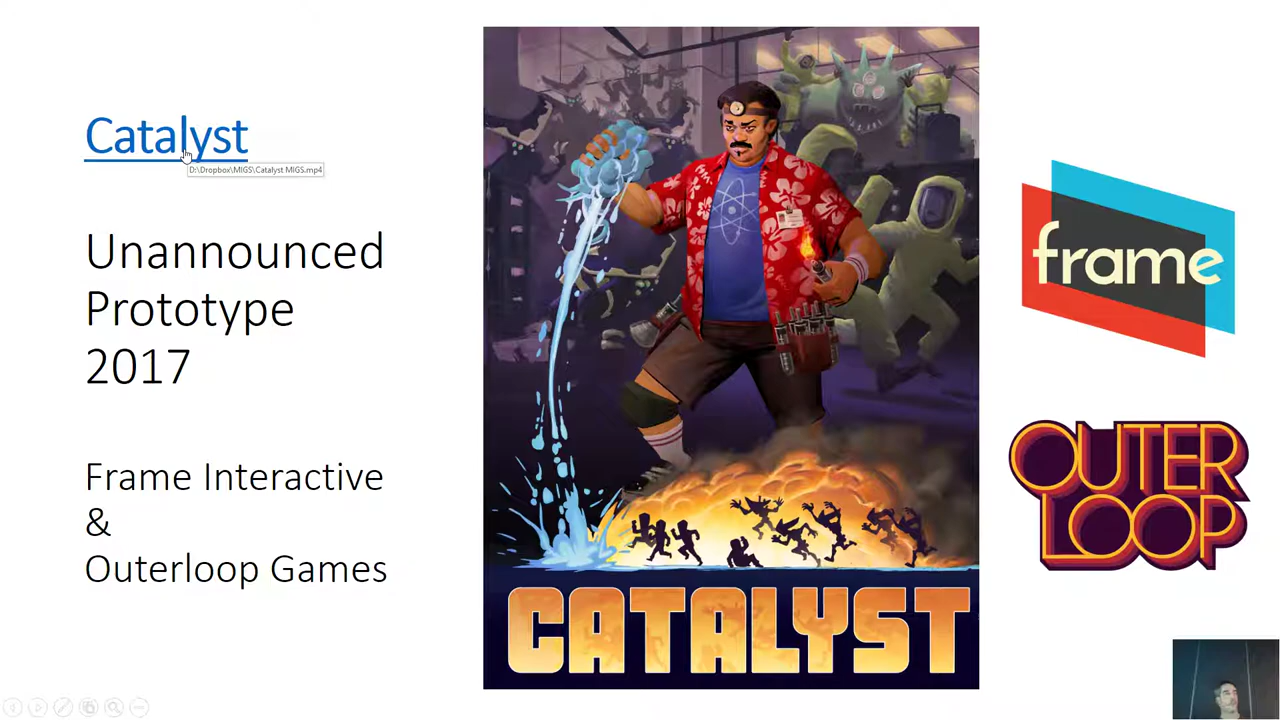 Catalyst
D:\Dropbox\MIGS\Catalyst MIGS.mp4
Unannounced
Prototype
2017
Frame Interactive
&
Outerloop Games
CATALYST
frame
OUTER
LOOP